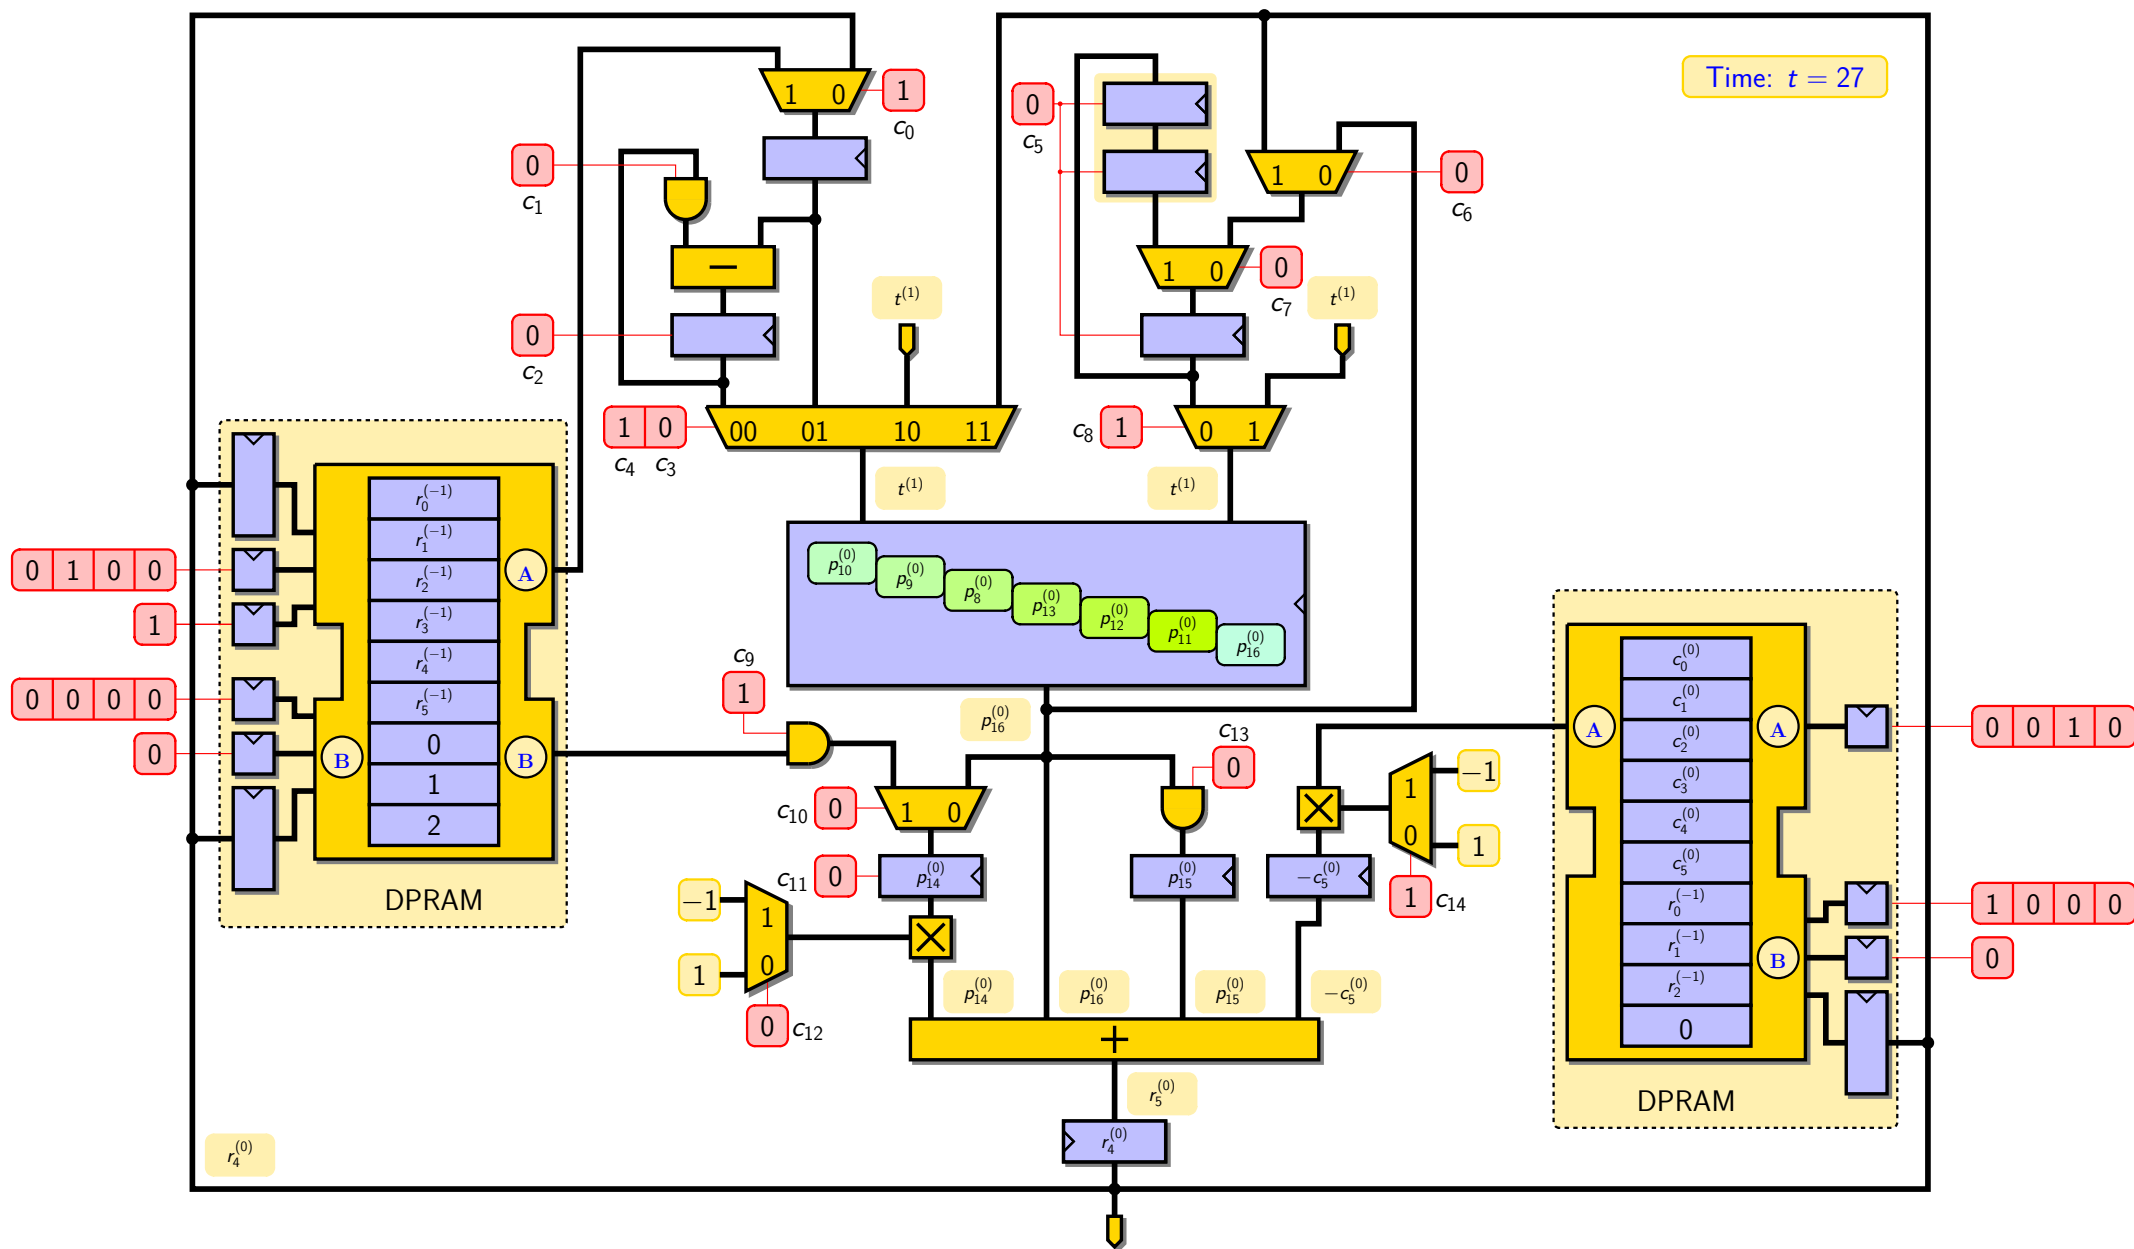 Time: t = 27
1 0
1
c₀
0
c₁
−
0
c₂
t⁽¹⁾
1 0
c₄ c₃
00 01 10 11
t⁽¹⁾
0
c₅
1 0
0
c₆
1 0
0
c₇
t⁽¹⁾
c₈
1
0 1
t⁽¹⁾
p₁₀⁽⁰⁾
p₉⁽⁰⁾
p₈⁽⁰⁾
p₁₃⁽⁰⁾
p₁₂⁽⁰⁾
p₁₁⁽⁰⁾
p₁₆⁽⁰⁾
0 1 0 0
1
0 0 0 0
0
r₀⁽⁻¹⁾
r₁⁽⁻¹⁾
r₂⁽⁻¹⁾
r₃⁽⁻¹⁾
r₄⁽⁻¹⁾
r₅⁽⁻¹⁾
0
1
2
A
B
B
DPRAM
c₉
1
p₁₆⁽⁰⁾
c₁₃
0
c₁₀
0
1 0
c₁₁
0
p₁₄⁽⁰⁾
p₁₅⁽⁰⁾
−c₅⁽⁰⁾
×
1
0
−1
1
1
c₁₄
−1
1
1
0
×
0
c₁₂
p₁₄⁽⁰⁾
p₁₆⁽⁰⁾
p₁₅⁽⁰⁾
−c₅⁽⁰⁾
+
r₅⁽⁰⁾
r₄⁽⁰⁾
r₄⁽⁰⁾
c₀⁽⁰⁾
c₁⁽⁰⁾
c₂⁽⁰⁾
c₃⁽⁰⁾
c₄⁽⁰⁾
c₅⁽⁰⁾
r₀⁽⁻¹⁾
r₁⁽⁻¹⁾
r₂⁽⁻¹⁾
0
A
A
B
0 0 1 0
1 0 0 0
0
DPRAM